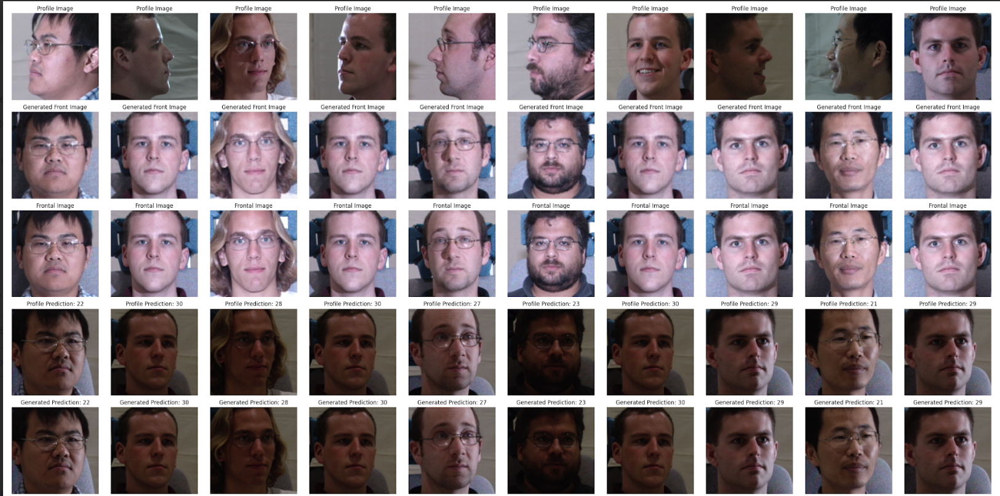 Profile Image Profile Image Profile Image Profile Image Profile Image Profile Image Profile Image Profile Image Profile Image Profile Image
Generated Front Image Generated Front Image Generated Front Image Generated Front Image Generated Front Image Generated Front Image Generated Front Image Generated Front Image Generated Front Image Generated Front Image
Frontal Image Frontal Image Frontal Image Frontal Image Frontal Image Frontal Image Frontal Image Frontal Image Frontal Image Frontal Image
Profile Prediction: 22 Profile Prediction: 30 Profile Prediction: 28 Profile Prediction: 30 Profile Prediction: 27 Profile Prediction: 23 Profile Prediction: 30 Profile Prediction: 29 Profile Prediction: 21 Profile Prediction: 29
Generated Prediction: 22 Generated Prediction: 30 Generated Prediction: 28 Generated Prediction: 30 Generated Prediction: 27 Generated Prediction: 23 Generated Prediction: 30 Generated Prediction: 29 Generated Prediction: 21 Generated Prediction: 29